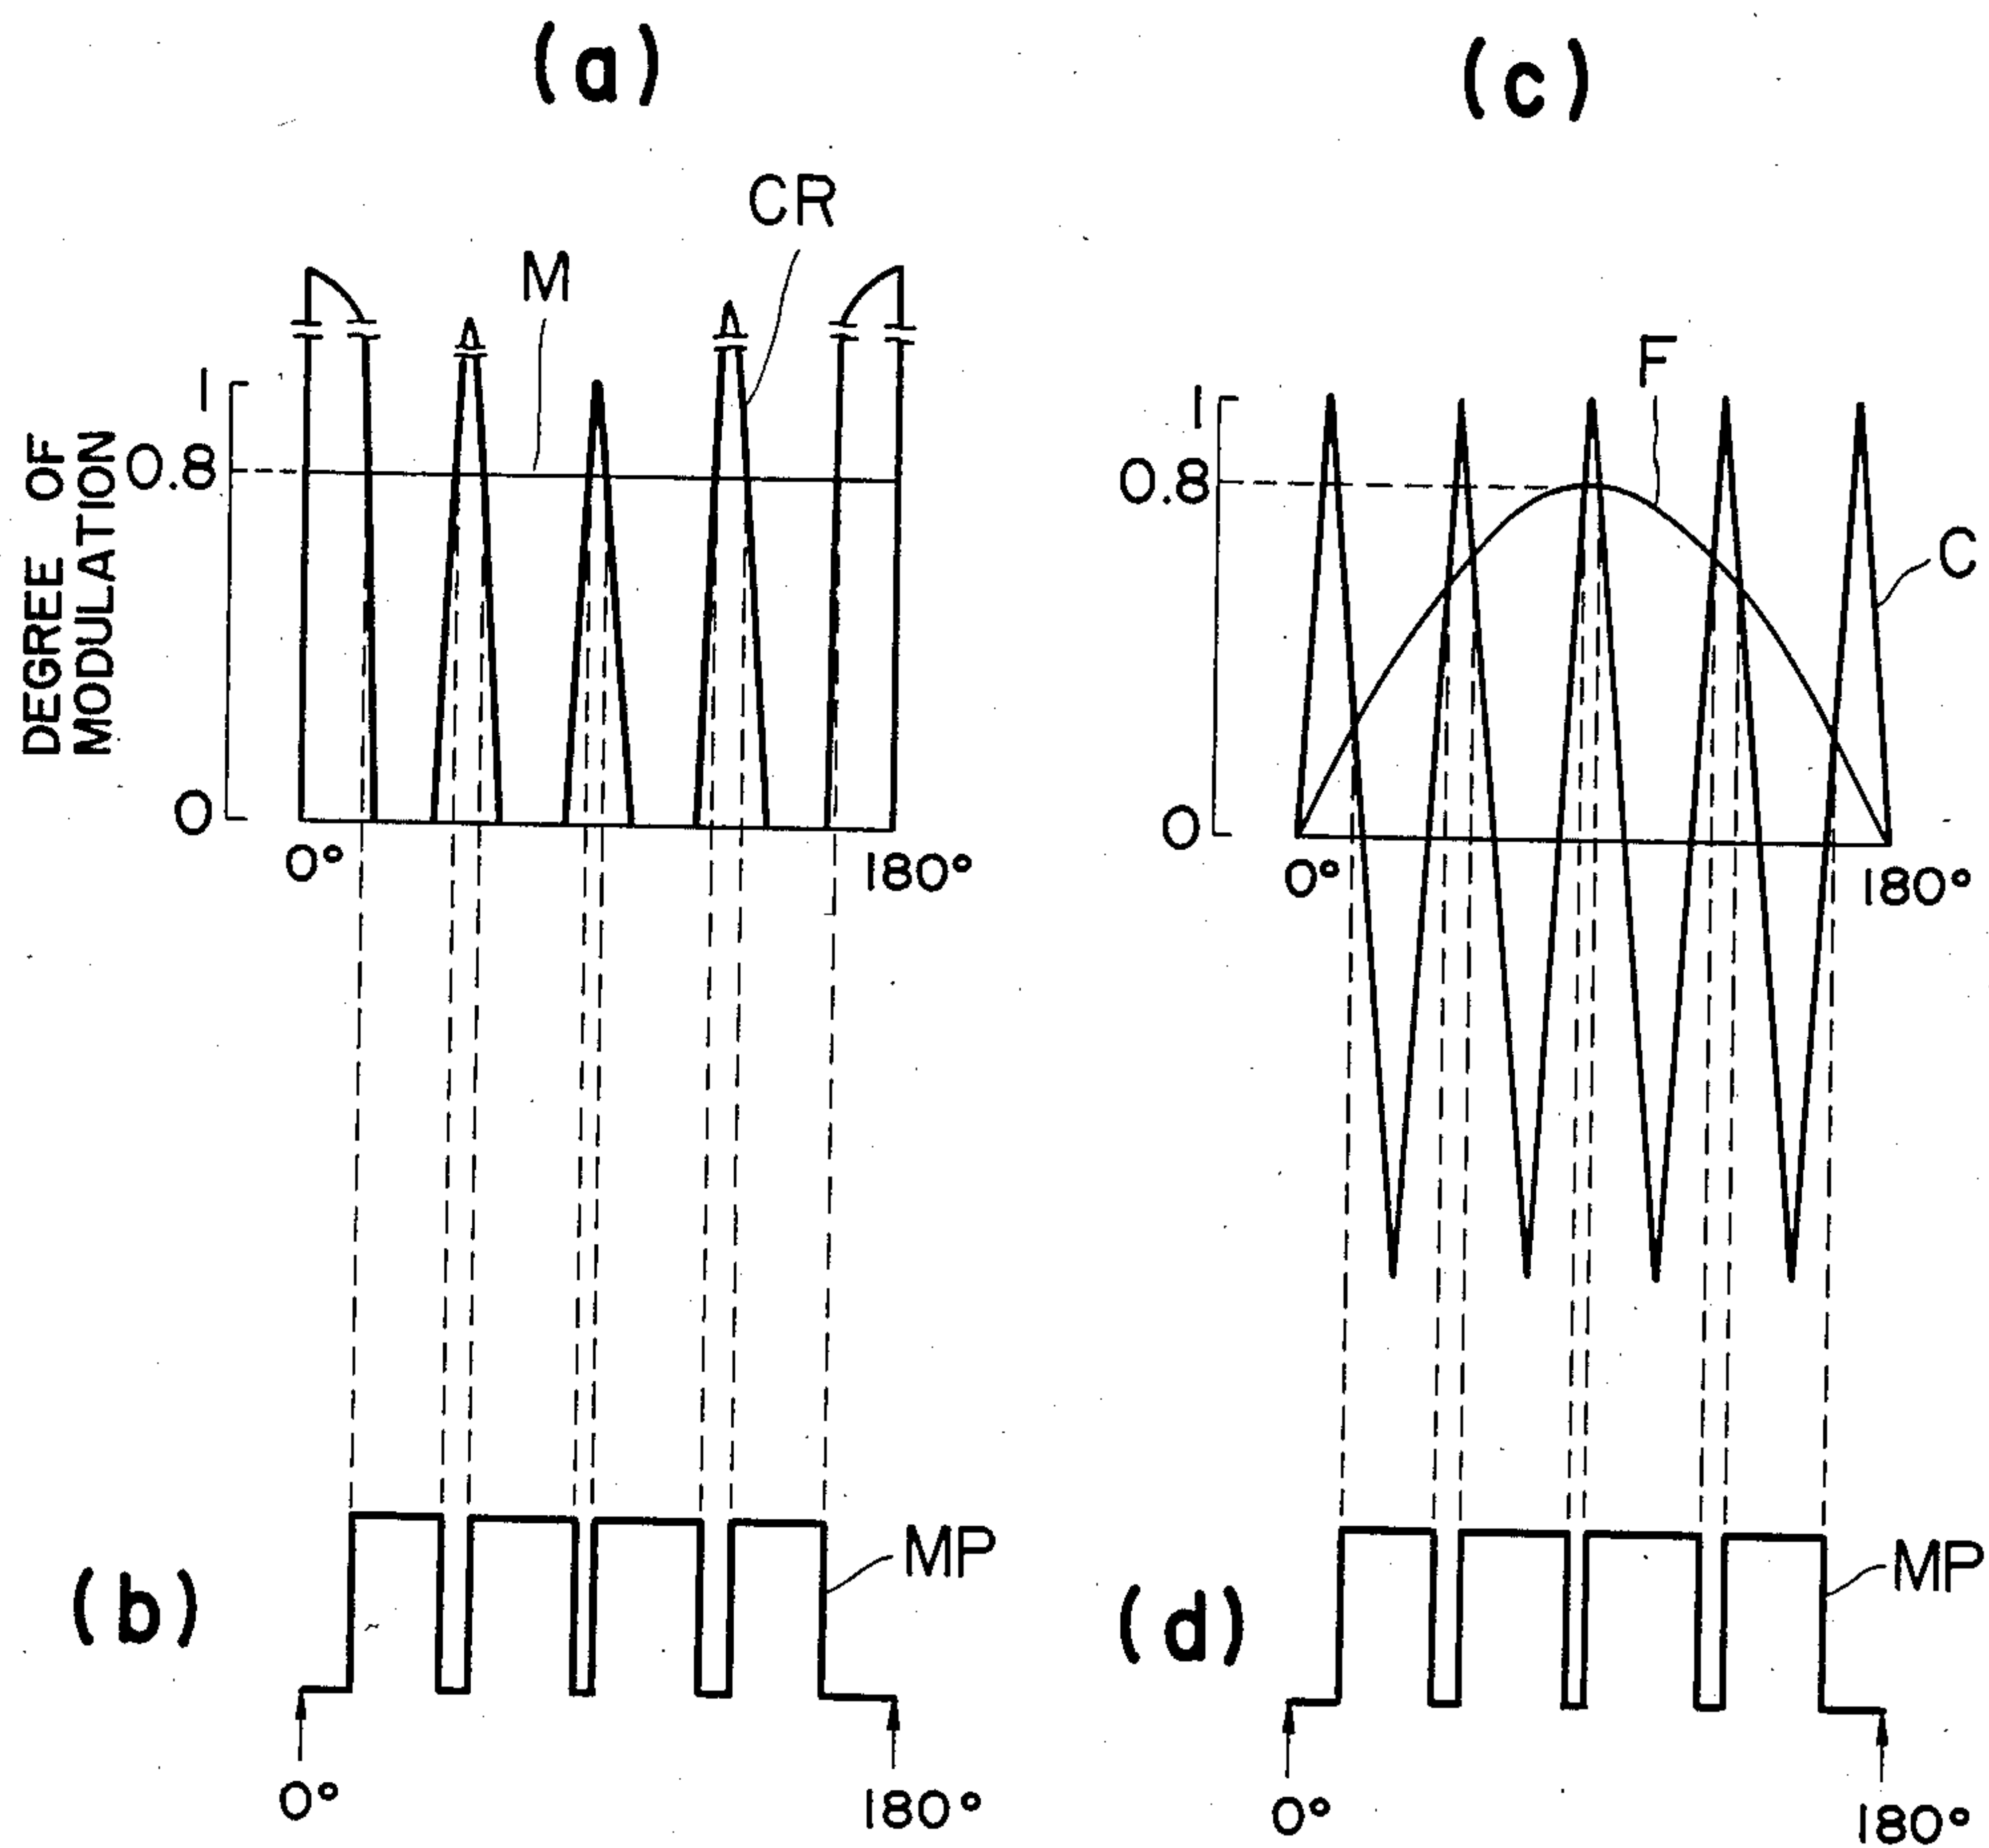 (a)
CR
M
1
0.8
0
DEGREE OF
MODULATION
0°
180°
(b)
MP
0°
180°
(c)
F
1
0.8
C
0
0°
180°
(d)
MP
0°
180°